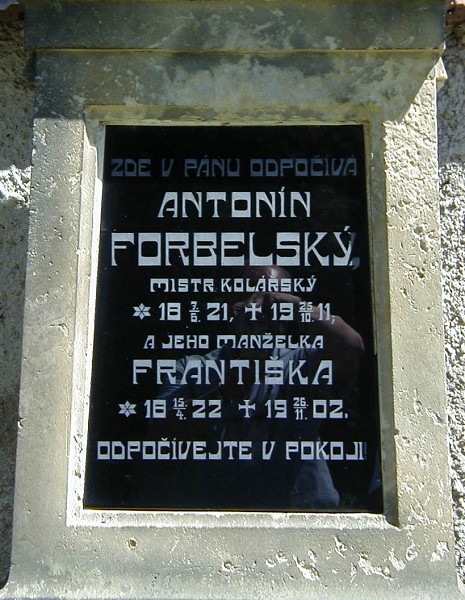 ZDE V PÁNU ODPOČÍVÁ
ANTONÍN
FORBELSKÝ,
MISTR KOLÁŘSKÝ
✡ 18 7/6. 21, ✝ 19 25/10. 11,
A JEHO MANŽELKA
FRANTIŠKA
✡ 18 15./4. 22 ✝ 19 26./11. 02.
ODPOČÍVEJTE V POKOJI!